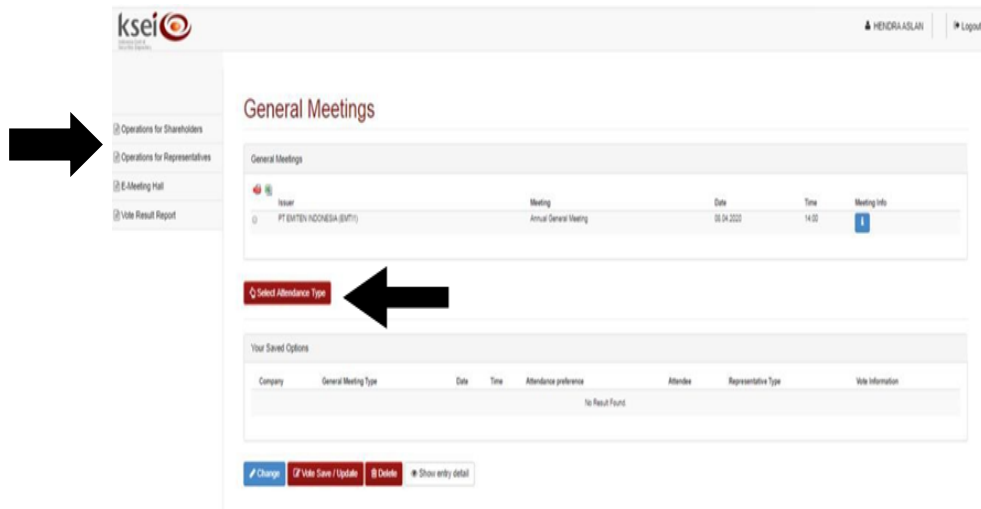 ksei
HENDRA ASLAN
Logout
General Meetings
Operations for Shareholders
Operations for Representatives
E-Meeting Hall
Vote Result Report
General Meetings
Issuer Meeting Date Time Meeting Info
PT EMITEN INDONESIA (EMTI1) Annual General Meeting 08.04.2020 14:00
Select Attendance Type
Your Saved Options
Company General Meeting Type Date Time Attendance preference Attendee Representative Type Vote Information
No Result Found.
Change Vote Save / Update Delete Show entry detail